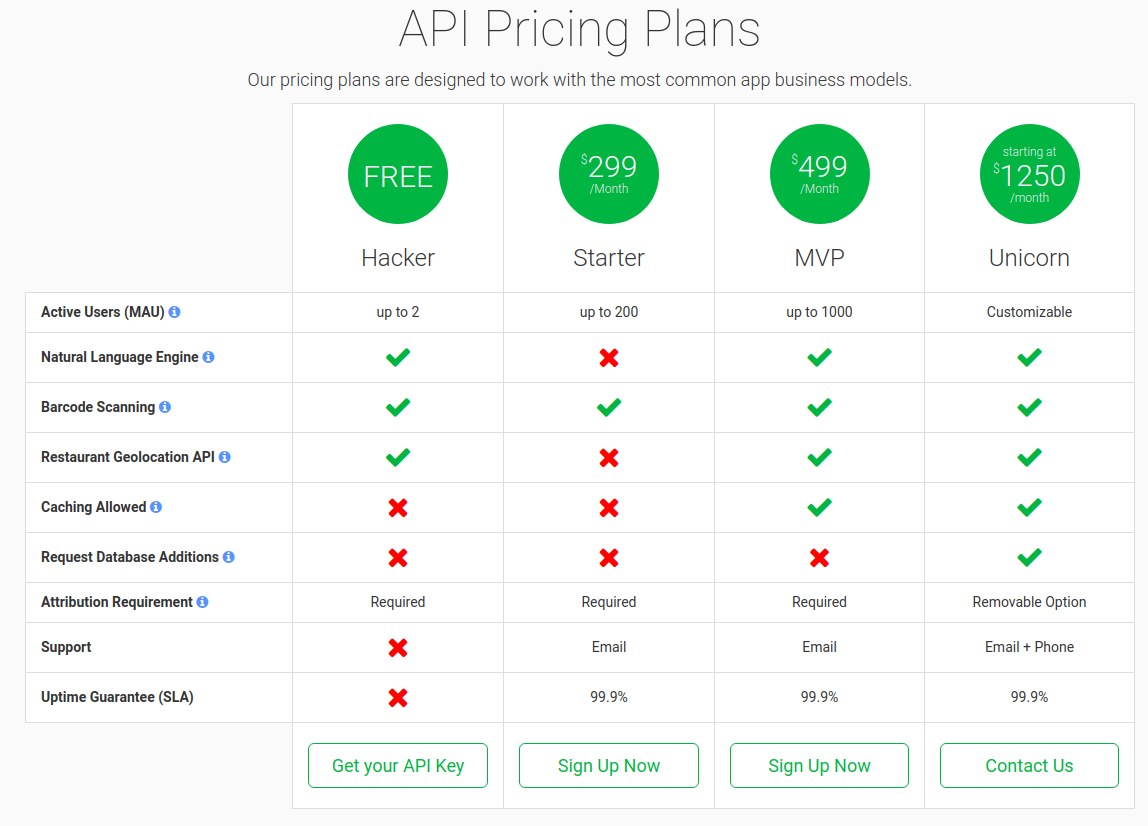 API Pricing Plans
Our pricing plans are designed to work with the most common app business models.
FREE
Hacker
$299
/Month
Starter
$499
/Month
MVP
starting at
$1250
/month
Unicorn
Active Users (MAU) up to 2 up to 200 up to 1000 Customizable
Natural Language Engine
Barcode Scanning
Restaurant Geolocation API
Caching Allowed
Request Database Additions
Attribution Requirement Required Required Required Removable Option
Support Email Email Email + Phone
Uptime Guarantee (SLA) 99.9% 99.9% 99.9%
Get your API Key Sign Up Now Sign Up Now Contact Us